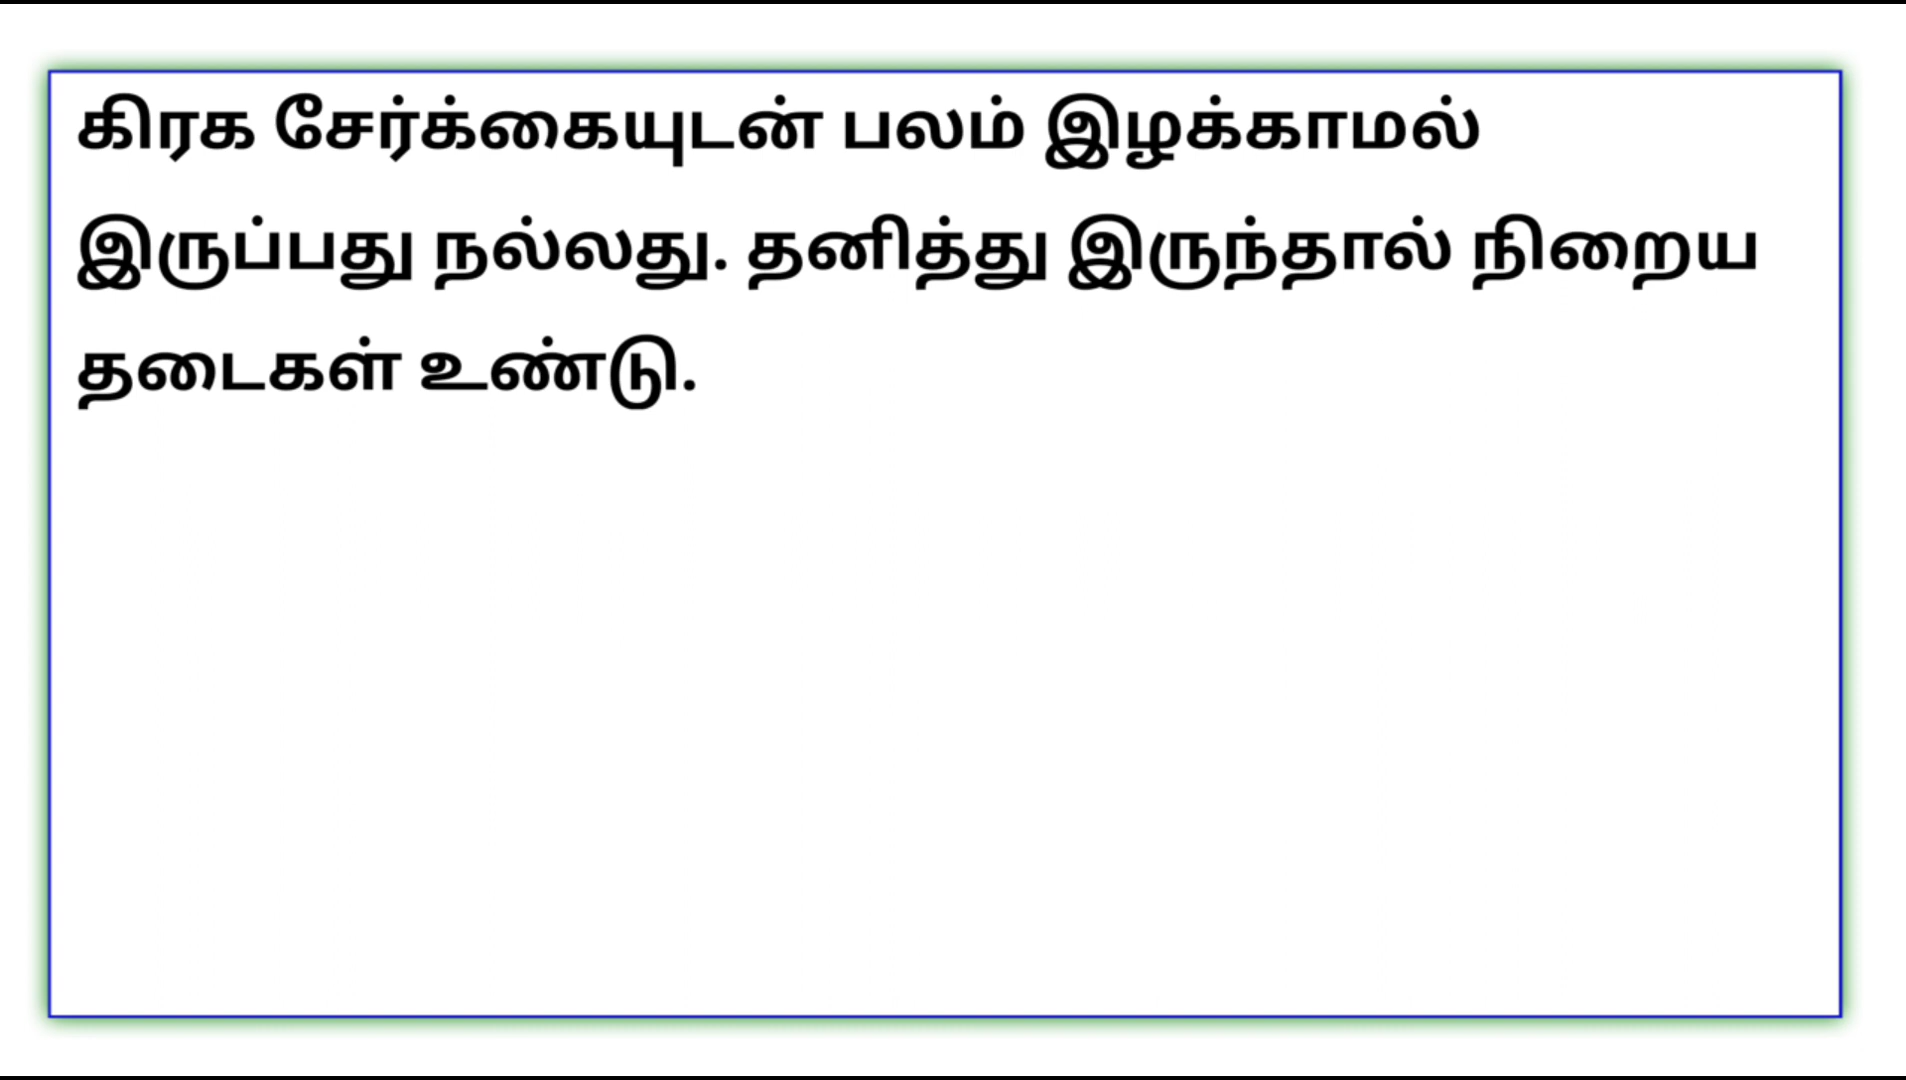 கிரக சேர்க்கையுடன் பலம் இழக்காமல்
இருப்பது நல்லது. தனித்து இருந்தால் நிறைய
தடைகள் உண்டு.